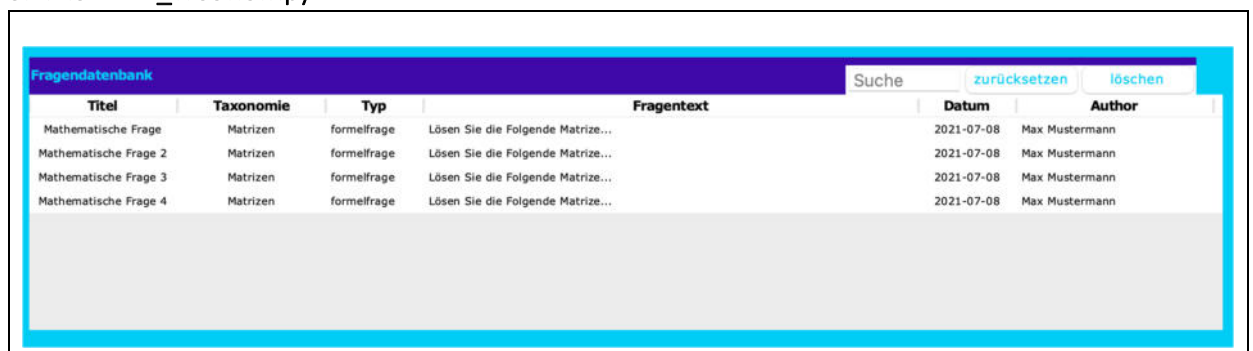 Fragendatenbank Suche zurücksetzen löschen
Titel Taxonomie Typ Fragentext Datum Author
Mathematische Frage Matrizen formelfrage Lösen Sie die Folgende Matrize... 2021-07-08 Max Mustermann
Mathematische Frage 2 Matrizen formelfrage Lösen Sie die Folgende Matrize... 2021-07-08 Max Mustermann
Mathematische Frage 3 Matrizen formelfrage Lösen Sie die Folgende Matrize... 2021-07-08 Max Mustermann
Mathematische Frage 4 Matrizen formelfrage Lösen Sie die Folgende Matrize... 2021-07-08 Max Mustermann